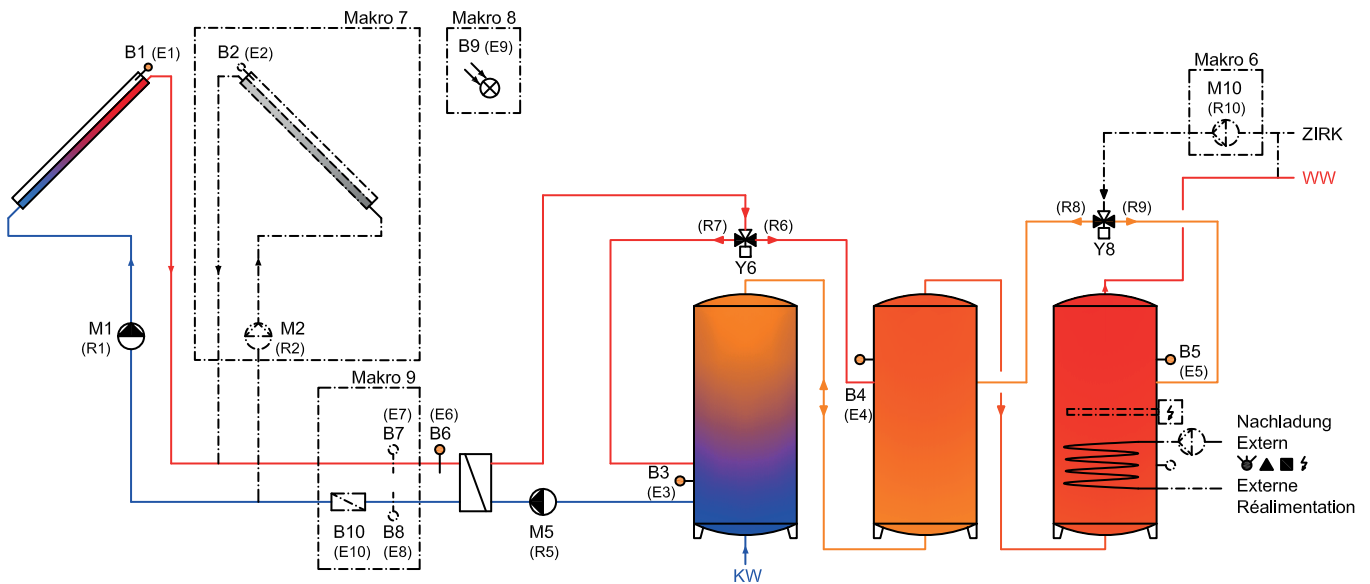 Makro 7
Makro 8
B1 (E1)
B2 (E2)
B9 (E9)
Makro 6
M10
(R10)
ZIRK
WW
(R7)
(R6)
Y6
(R8)
(R9)
Y8
M1
(R1)
M2
(R2)
Makro 9
(E7)
B7
(E6)
B6
B4
(E4)
B5
(E5)
B3
(E3)
B10
(E10)
B8
(E8)
M5
(R5)
KW
Nachladung
Extern
Externe
Réalimentation